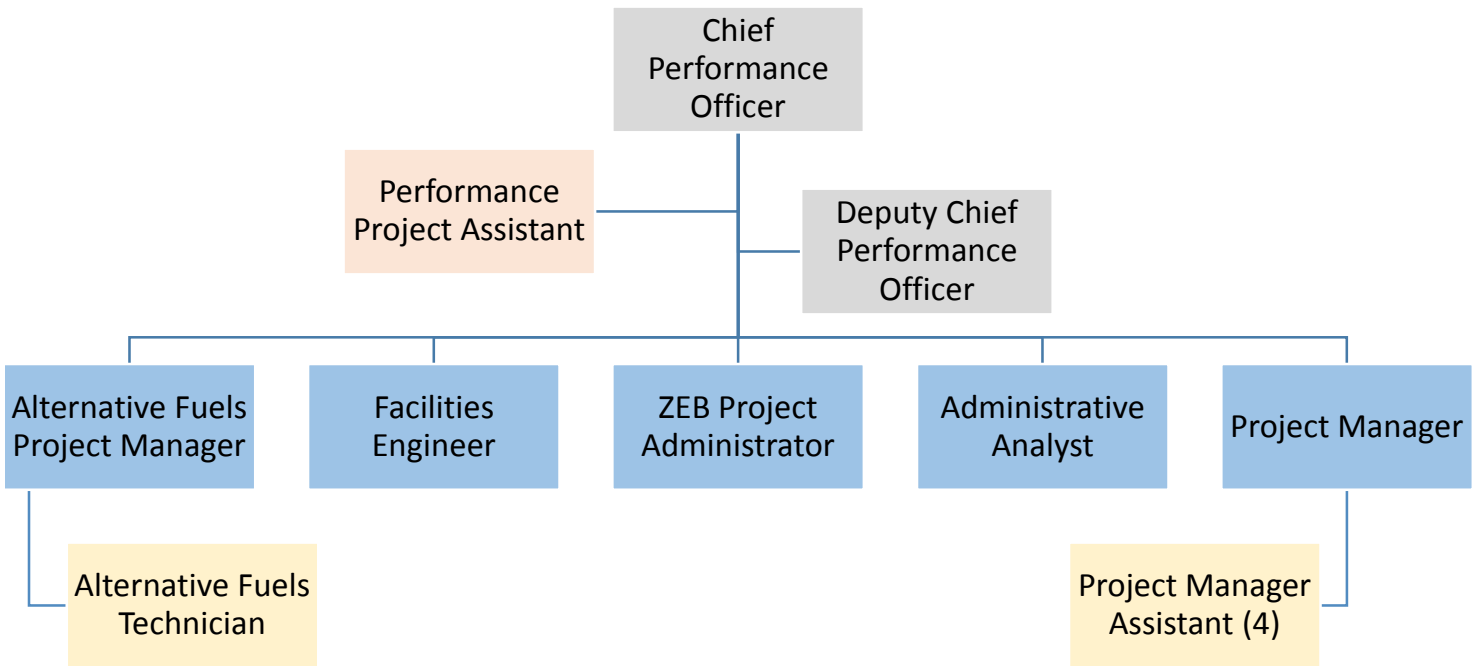 Chief
Performance
Officer
Performance
Project Assistant
Deputy Chief
Performance
Officer
Alternative Fuels
Project Manager
Facilities
Engineer
ZEB Project
Administrator
Administrative
Analyst
Project Manager
Alternative Fuels
Technician
Project Manager
Assistant (4)